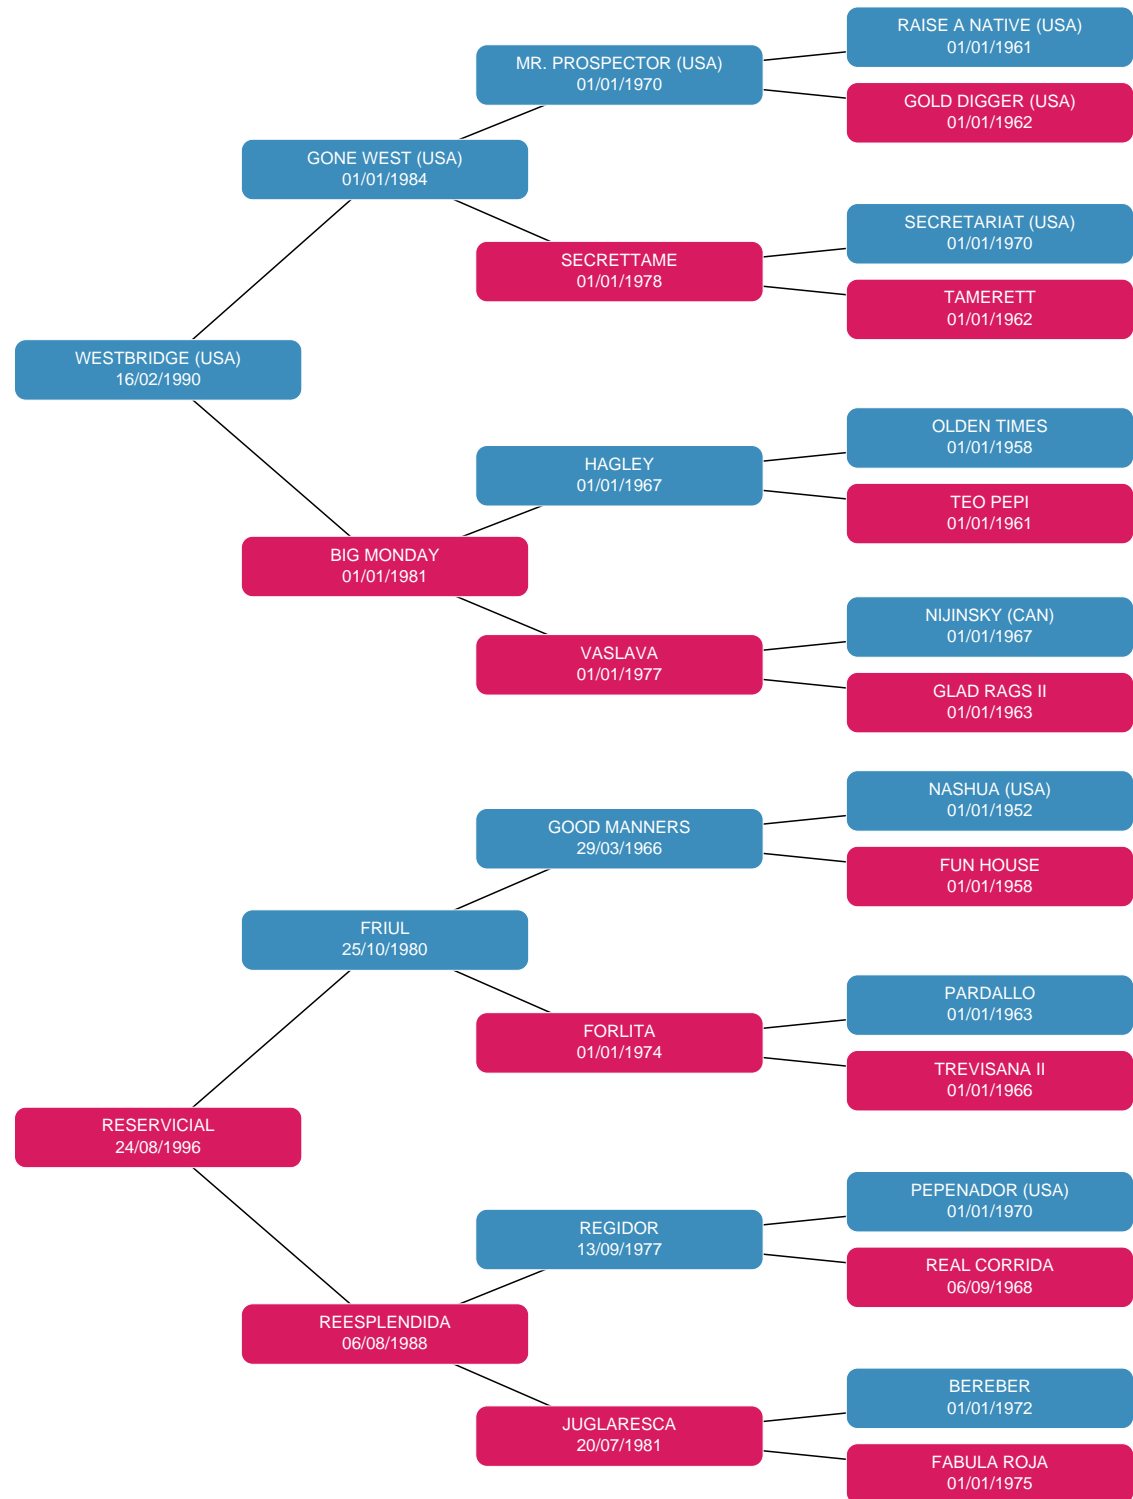 RAISE A NATIVE (USA)
01/01/1961
MR. PROSPECTOR (USA)
01/01/1970
GOLD DIGGER (USA)
01/01/1962
GONE WEST (USA)
01/01/1984
SECRETARIAT (USA)
01/01/1970
SECRETTAME
01/01/1978
TAMERETT
01/01/1962
WESTBRIDGE (USA)
16/02/1990
OLDEN TIMES
01/01/1958
HAGLEY
01/01/1967
TEO PEPI
01/01/1961
BIG MONDAY
01/01/1981
NIJINSKY (CAN)
01/01/1967
VASLAVA
01/01/1977
GLAD RAGS II
01/01/1963
NASHUA (USA)
01/01/1952
GOOD MANNERS
29/03/1966
FUN HOUSE
01/01/1958
FRIUL
25/10/1980
PARDALLO
01/01/1963
FORLITA
01/01/1974
TREVISANA II
01/01/1966
RESERVICIAL
24/08/1996
PEPENADOR (USA)
01/01/1970
REGIDOR
13/09/1977
REAL CORRIDA
06/09/1968
REESPLENDIDA
06/08/1988
BEREBER
01/01/1972
JUGLARESCA
20/07/1981
FABULA ROJA
01/01/1975